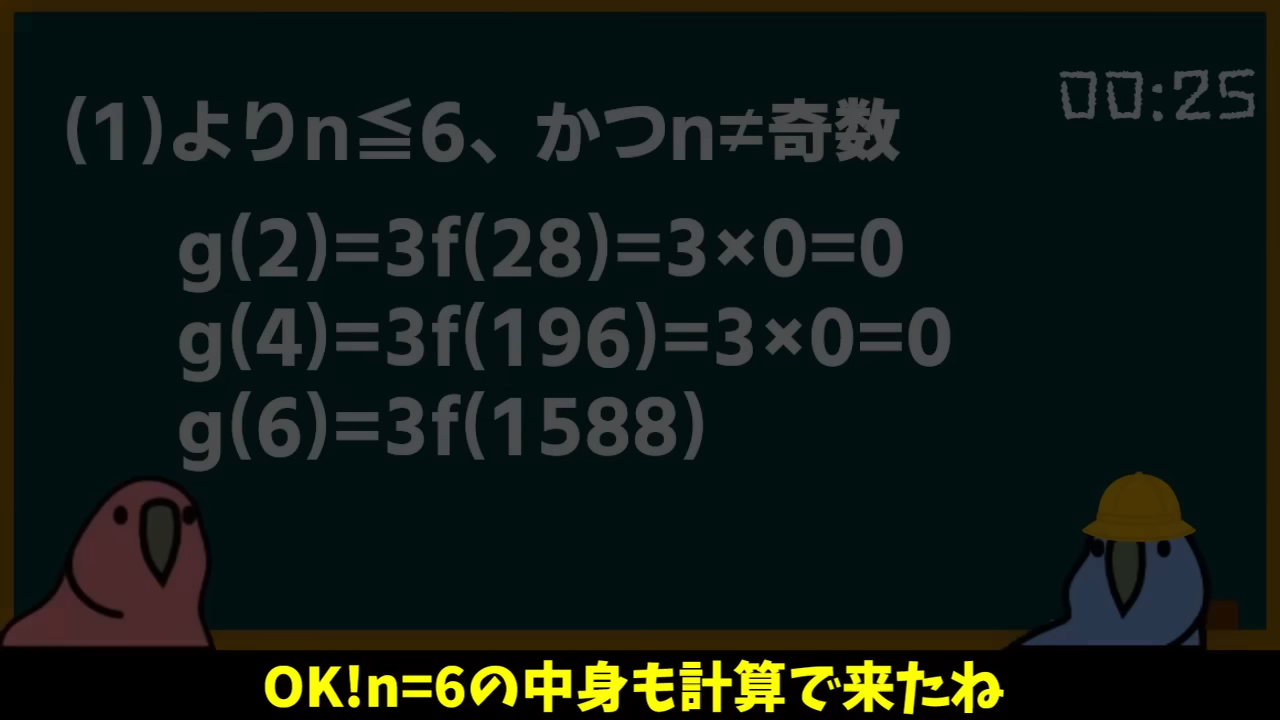 00:25
(1)よりn≦6、かつn≠奇数
g(2)=3f(28)=3×0=0
g(4)=3f(196)=3×0=0
g(6)=3f(1588)
OK!n=6の中身も計算で来たね